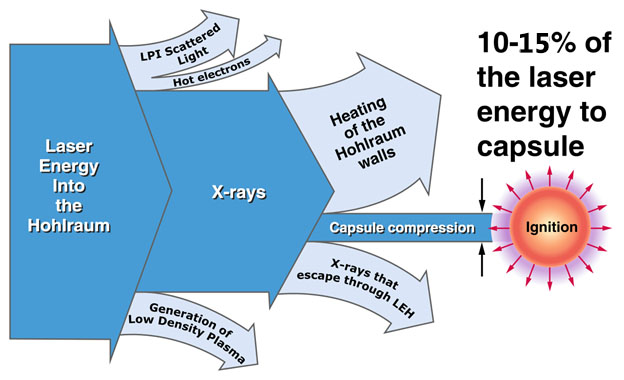 LPI Scattered
Light
Hot electrons
10-15% of
the laser
energy to
capsule
Heating
of the
Hohlraum
walls
Laser
Energy
Into
the
Hohlraum
X-rays
Capsule compression
Ignition
X-rays that
escape through LEH
Generation of
Low Density Plasma